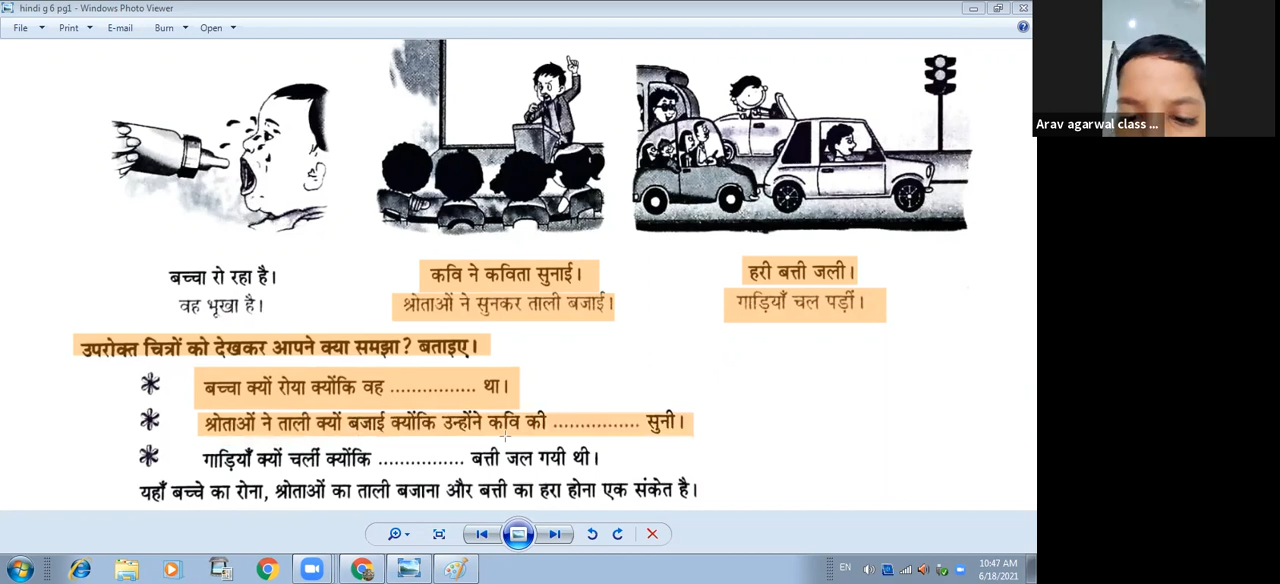 hindi g 6 pg1 - Windows Photo Viewer
File Print E-mail Burn Open
Arav agarwal class ...
बच्चा रो रहा है।
वह भूखा है।
कवि ने कविता सुनाई।
श्रोताओं ने सुनकर ताली बजाई।
हरी बत्ती जली।
गाड़ियाँ चल पड़ीं।
उपरोक्त चित्रों को देखकर आपने क्या समझा? बताइए।
बच्चा क्यों रोया क्योंकि वह ................ था।
श्रोताओं ने ताली क्यों बजाई क्योंकि उन्होंने कवि की ................ सुनी।
गाड़ियाँ क्यों चलीं क्योंकि ................ बत्ती जल गयी थी।
यहाँ बच्चे का रोना, श्रोताओं का ताली बजाना और बत्ती का हरा होना एक संकेत है।
EN
10:47 AM
6/18/2021